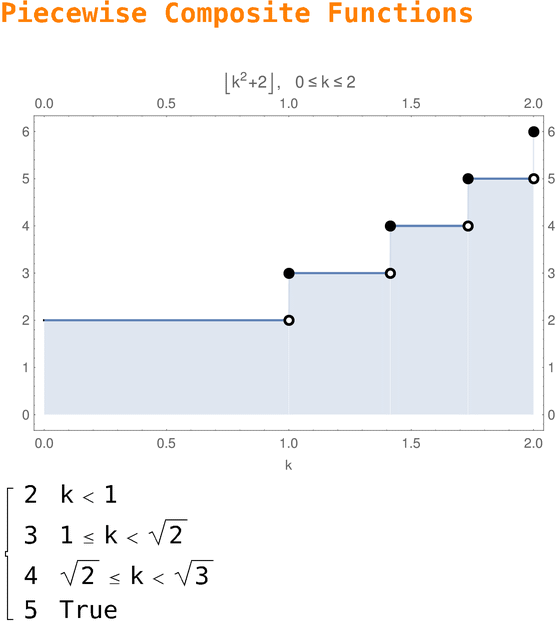 Piecewise Composite Functions
⌊k²+2⌋, 0 ≤ k ≤ 2
0.0 0.5 1.0 1.5 2.0
6 6
5 5
4 4
3 3
2 2
1 1
0 0
0.0 0.5 1.0 1.5 2.0
k
2 k < 1
3 1 ≤ k < √2
4 √2 ≤ k < √3
5 True